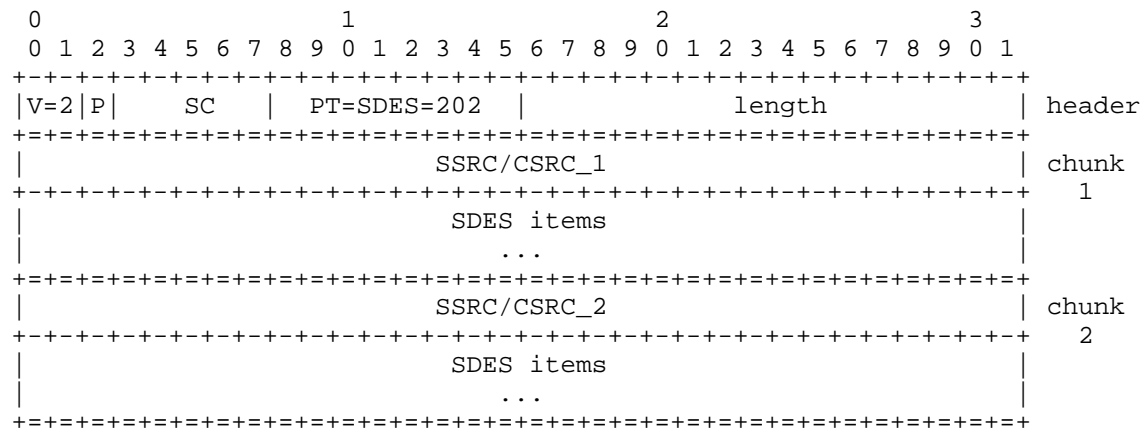 0                   1                   2                   3
 0 1 2 3 4 5 6 7 8 9 0 1 2 3 4 5 6 7 8 9 0 1 2 3 4 5 6 7 8 9 0 1
+-+-+-+-+-+-+-+-+-+-+-+-+-+-+-+-+-+-+-+-+-+-+-+-+-+-+-+-+-+-+-+-+
|V=2|P|    SC   |  PT=SDES=202  |             length            | header
+=+=+=+=+=+=+=+=+=+=+=+=+=+=+=+=+=+=+=+=+=+=+=+=+=+=+=+=+=+=+=+=+
|                          SSRC/CSRC_1                          | chunk
+-+-+-+-+-+-+-+-+-+-+-+-+-+-+-+-+-+-+-+-+-+-+-+-+-+-+-+-+-+-+-+-+   1
|                           SDES items                          |
|                              ...                              |
+=+=+=+=+=+=+=+=+=+=+=+=+=+=+=+=+=+=+=+=+=+=+=+=+=+=+=+=+=+=+=+=+
|                          SSRC/CSRC_2                          | chunk
+-+-+-+-+-+-+-+-+-+-+-+-+-+-+-+-+-+-+-+-+-+-+-+-+-+-+-+-+-+-+-+-+   2
|                           SDES items                          |
|                              ...                              |
+=+=+=+=+=+=+=+=+=+=+=+=+=+=+=+=+=+=+=+=+=+=+=+=+=+=+=+=+=+=+=+=+